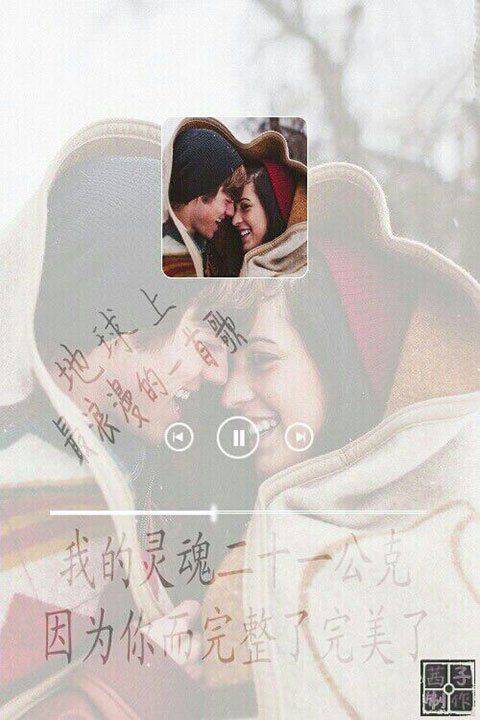 地球上
最浪漫的一首歌
我的灵魂二十一公克
因为你而完整了完美了
茜子
制作